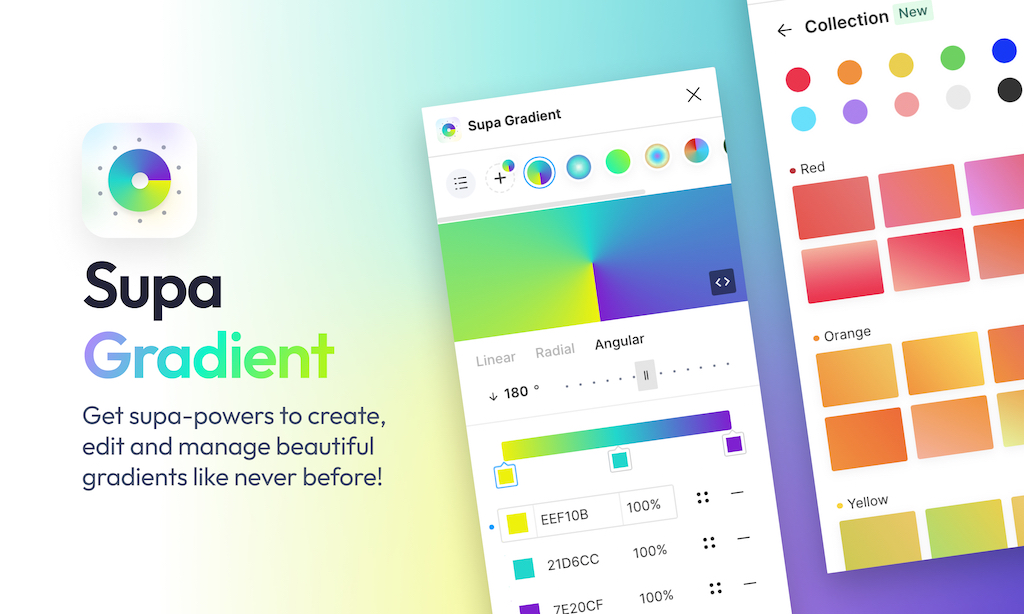 Supa
Gradient
Get supa-powers to create,
edit and manage beautiful
gradients like never before!
Supa Gradient
Linear Radial Angular
180 °
EEF10B 100%
21D6CC 100%
7E20CF 100%
Collection New
Red
Orange
Yellow